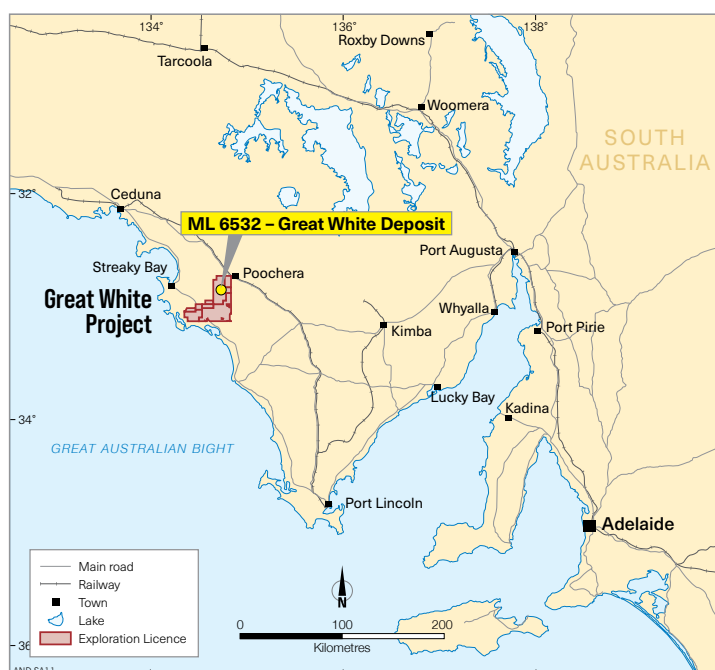 134°
136°
138°
Roxby Downs
Tarcoola
Woomera
SOUTH
AUSTRALIA
32°
Ceduna
ML 6532 – Great White Deposit
Port Augusta
Streaky Bay
Poochera
Great White
Project
Whyalla
Kimba
Port Pirie
Lucky Bay
Kadina
34°
GREAT AUSTRALIAN BIGHT
Port Lincoln
Adelaide
Main road
Railway
Town
Lake
Exploration Licence
N
0 100 200
Kilometres
36°